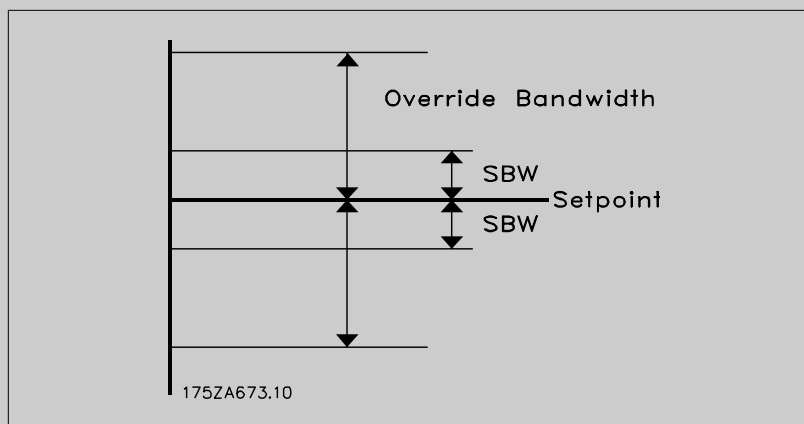 Override Bandwidth
SBW
Setpoint
SBW
175ZA673.10